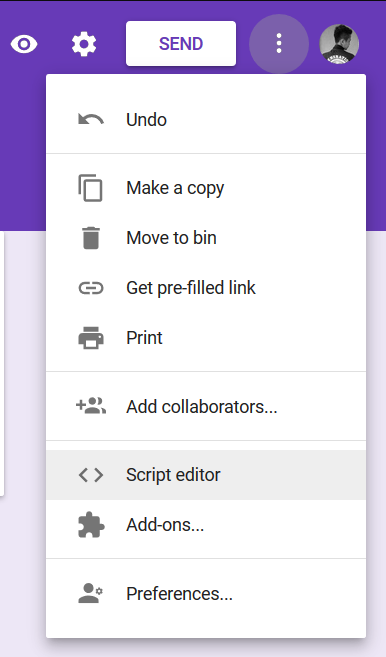 SEND
Undo
Make a copy
Move to bin
Get pre-filled link
Print
Add collaborators...
Script editor
Add-ons...
Preferences...